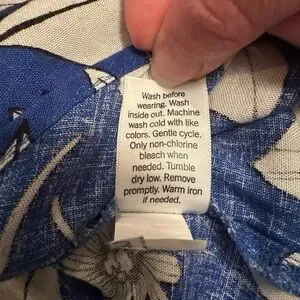 Wash before
wearing. Wash
inside out. Machine
wash cold with like
colors. Gentle cycle.
Only non-chlorine
bleach when
needed. Tumble
dry low. Remove
promptly. Warm iron
if needed.